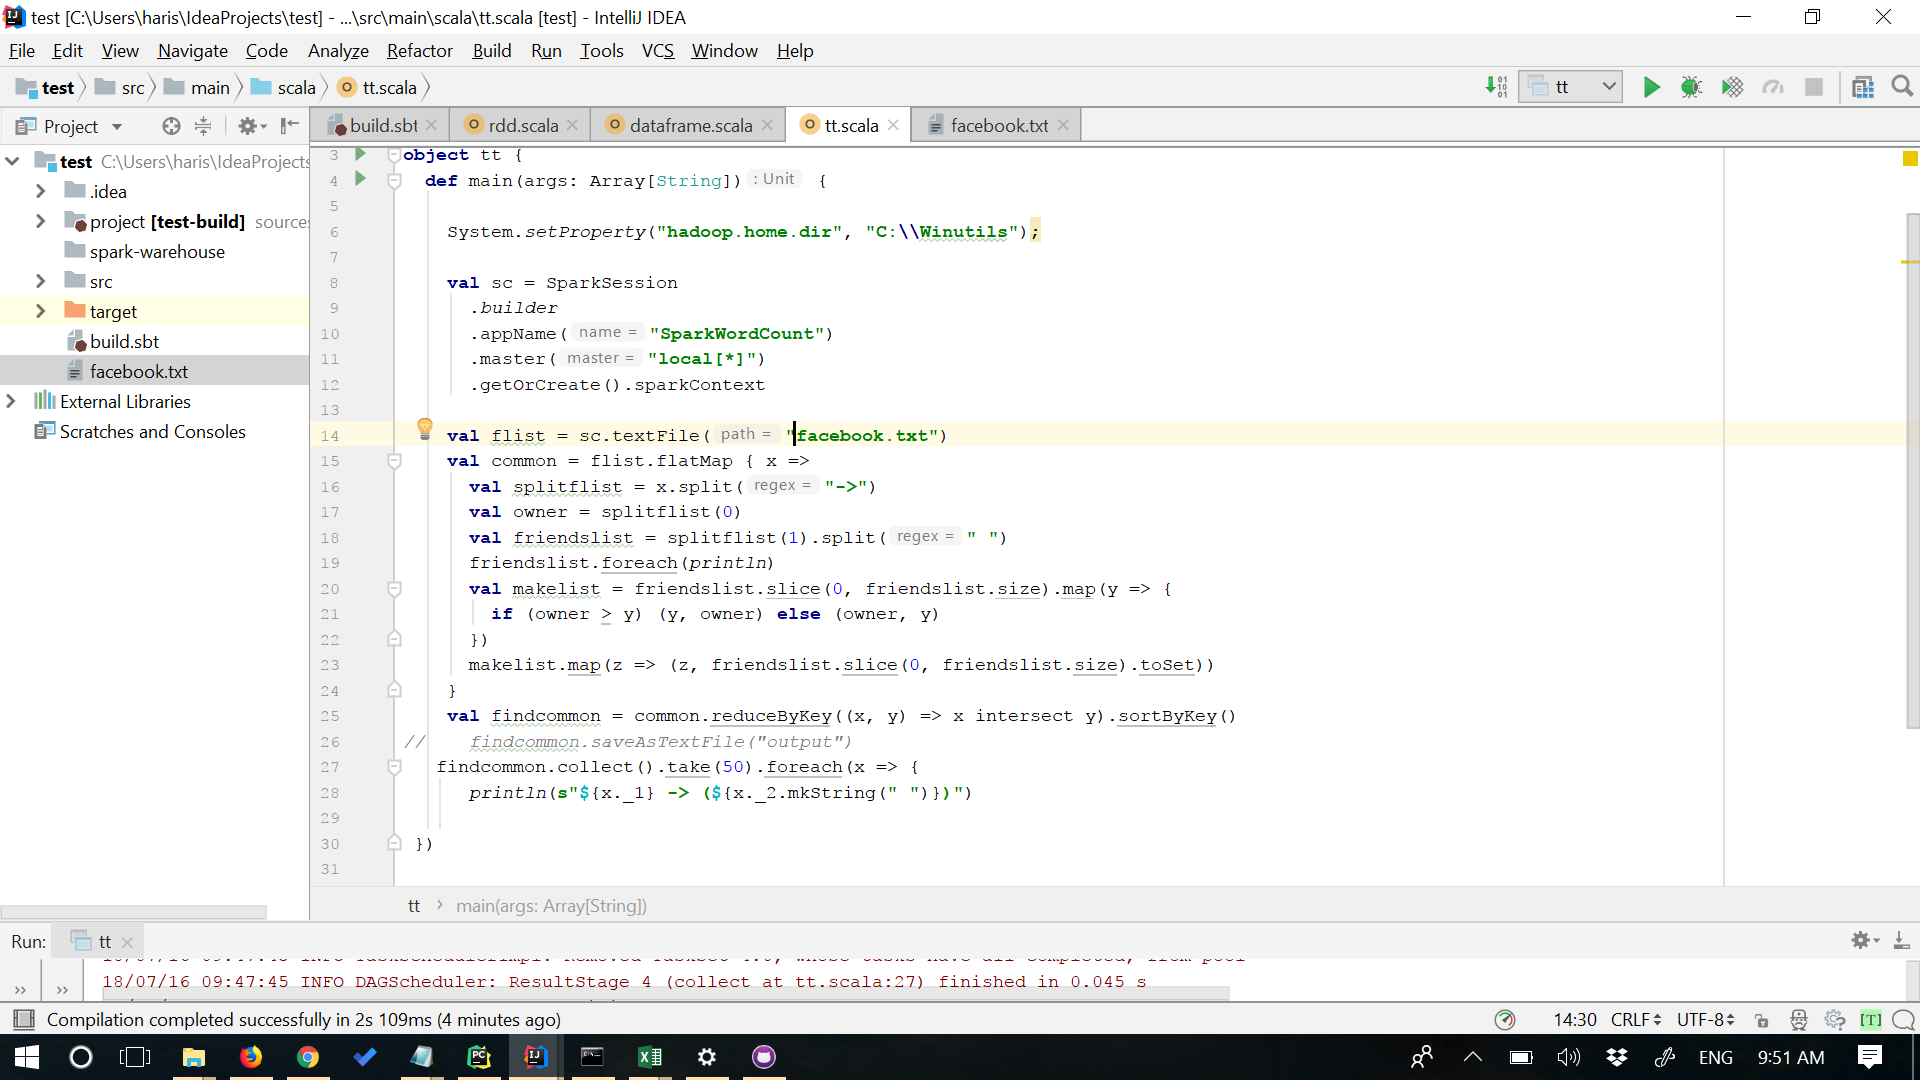 test [C:\Users\haris\IdeaProjects\test] - ...\src\main\scala\tt.scala [test] - IntelliJ IDEA
File Edit View Navigate Code Analyze Refactor Build Run Tools VCS Window Help
test src main scala tt.scala
tt
Project
build.sbt rdd.scala dataframe.scala tt.scala facebook.txt
test C:\Users\haris\IdeaProjects
.idea
project [test-build] sources
spark-warehouse
src
target
build.sbt
facebook.txt
External Libraries
Scratches and Consoles
3 object tt {
4 def main(args: Array[String]) : Unit {
5
6 System.setProperty("hadoop.home.dir", "C:\\Winutils");
7
8 val sc = SparkSession
9 .builder
10 .appName( name = "SparkWordCount")
11 .master( master = "local[*]")
12 .getOrCreate().sparkContext
13
14 val flist = sc.textFile( path = "facebook.txt")
15 val common = flist.flatMap { x =>
16 val splitflist = x.split( regex = "->")
17 val owner = splitflist(0)
18 val friendslist = splitflist(1).split( regex = " ")
19 friendslist.foreach(println)
20 val makelist = friendslist.slice(0, friendslist.size).map(y => {
21 if (owner > y) (y, owner) else (owner, y)
22 })
23 makelist.map(z => (z, friendslist.slice(0, friendslist.size).toSet))
24 }
25 val findcommon = common.reduceByKey((x, y) => x intersect y).sortByKey()
26 // findcommon.saveAsTextFile("output")
27 findcommon.collect().take(50).foreach(x => {
28 println(s"${x._1} -> (${x._2.mkString(" ")})")
29
30 })
31
tt > main(args: Array[String])
Run: tt
18/07/16 09:47:45 INFO DAGScheduler: ResultStage 4 (collect at tt.scala:27) finished in 0.045 s
Compilation completed successfully in 2s 109ms (4 minutes ago)
14:30 CRLF UTF-8 [T]
ENG 9:51 AM